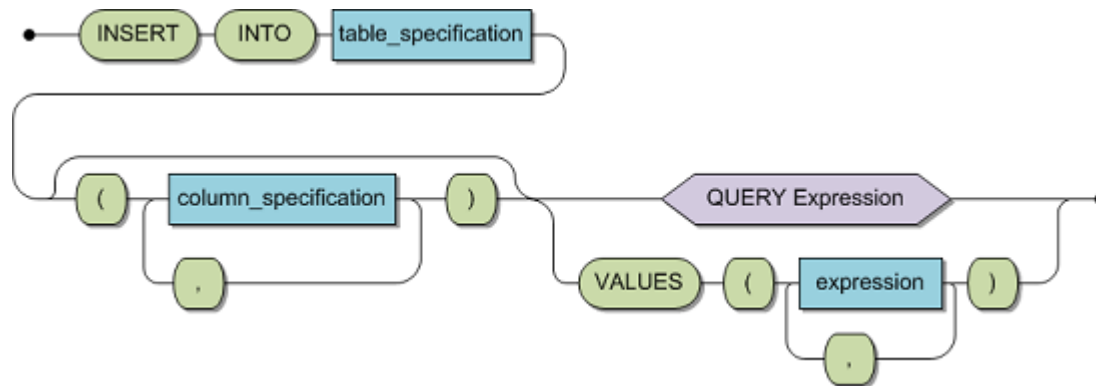 INSERT INTO table_specification
( column_specification ) QUERY Expression
, VALUES ( expression )
,